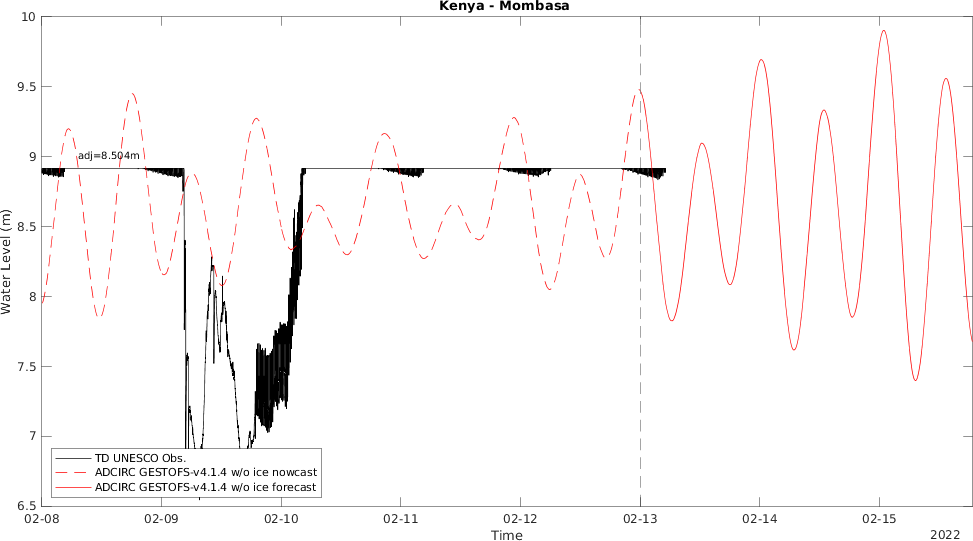 Kenya - Mombasa
10
9.5
9
8.5
8
7.5
7
6.5
Water Level (m)
adj=8.504m
TD UNESCO Obs.
ADCIRC GESTOFS-v4.1.4 w/o ice nowcast
ADCIRC GESTOFS-v4.1.4 w/o ice forecast
02-08 02-09 02-10 02-11 02-12 02-13 02-14 02-15
Time
2022